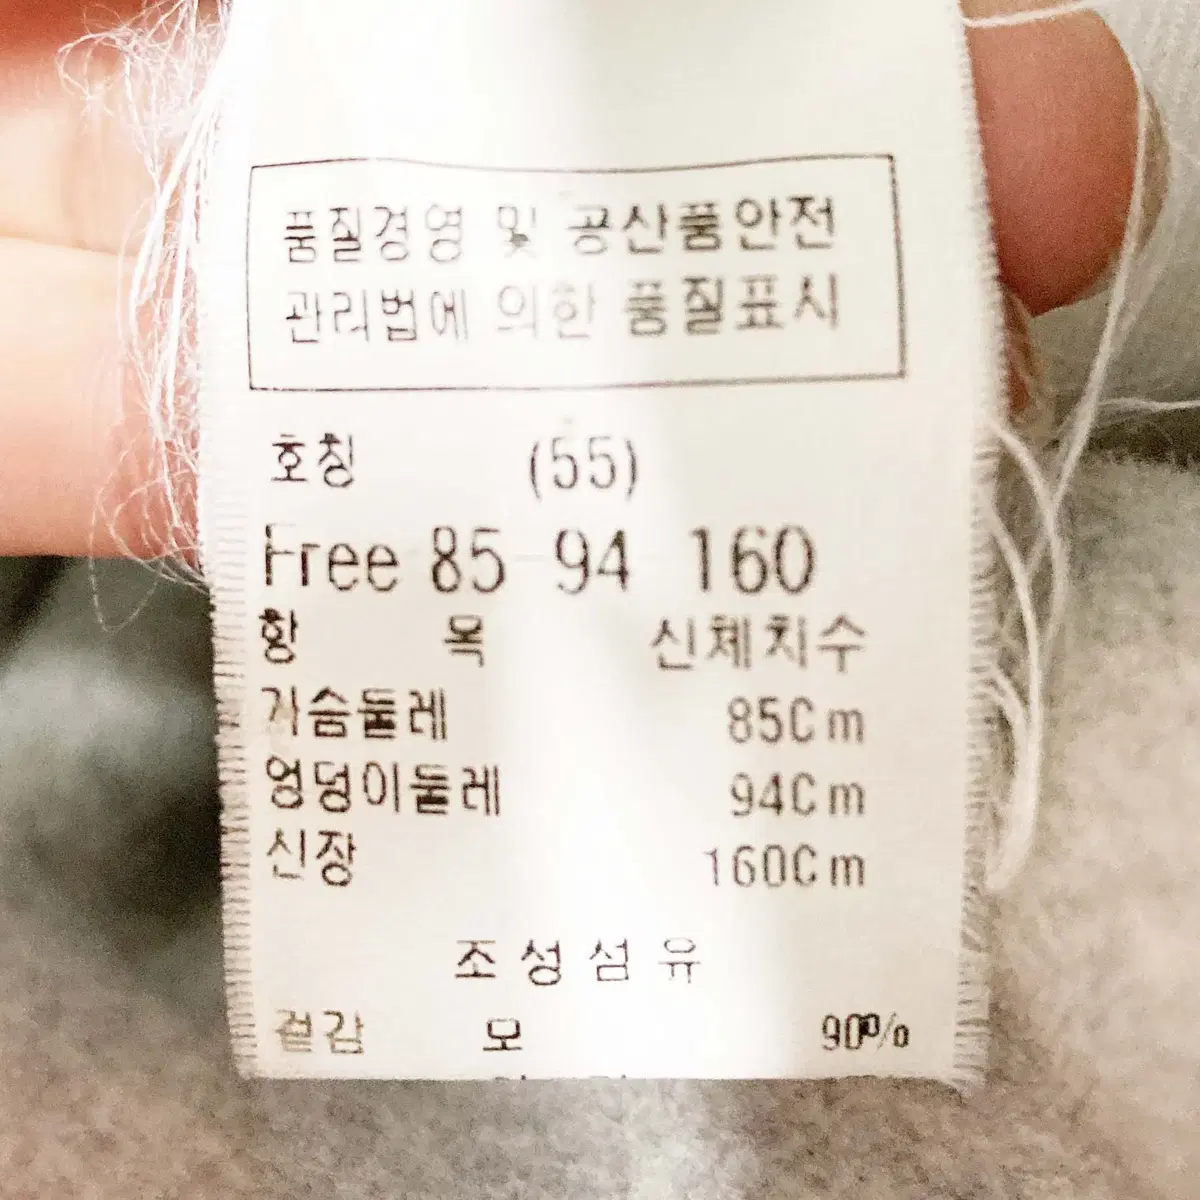 품질경영 및 공산품안전
관리법에 의한 품질표시
호칭 (55)
Free 85 94 160
항 목 신체치수
가슴둘레 85Cm
엉덩이둘레 94Cm
신장 160Cm
조성섬유
겉감 모 90%